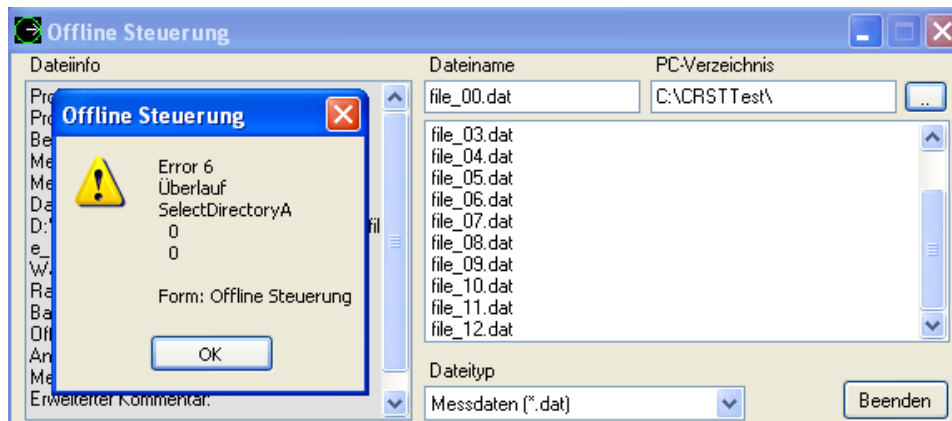 Offline Steuerung
Dateiinfo
Dateiname
PC-Verzeichnis
file_00.dat
C:\CRSTTest\
..
Offline Steuerung
Error 6
Überlauf
SelectDirectoryA
0
0
Form: Offline Steuerung
OK
Erweiterter Kommentar:
file_03.dat
file_04.dat
file_05.dat
file_06.dat
file_07.dat
file_08.dat
file_09.dat
file_10.dat
file_11.dat
file_12.dat
Dateityp
Messdaten (*.dat)
Beenden